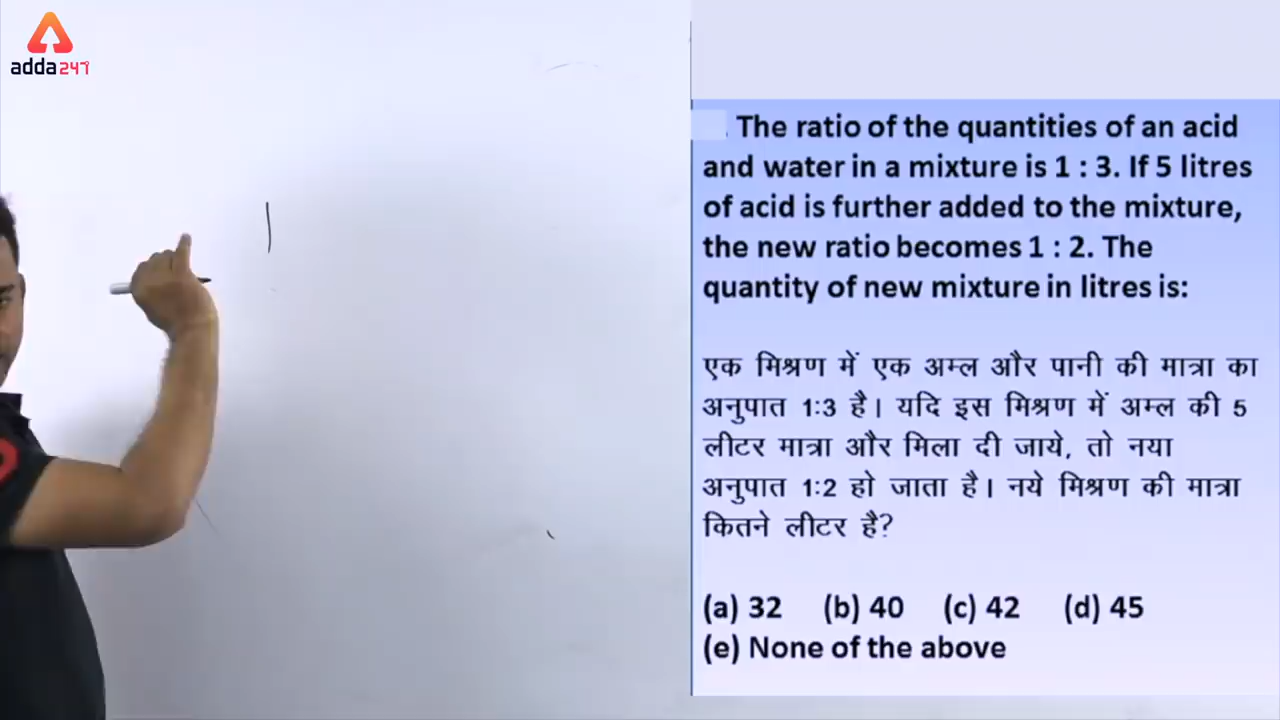 adda247
. The ratio of the quantities of an acid
and water in a mixture is 1 : 3. If 5 litres
of acid is further added to the mixture,
the new ratio becomes 1 : 2. The
quantity of new mixture in litres is:
एक मिश्रण में एक अम्ल और पानी की मात्रा का
अनुपात 1:3 है। यदि इस मिश्रण में अम्ल की 5
लीटर मात्रा और मिला दी जाये, तो नया
अनुपात 1:2 हो जाता है। नये मिश्रण की मात्रा
कितने लीटर है?
(a) 32 (b) 40 (c) 42 (d) 45
(e) None of the above